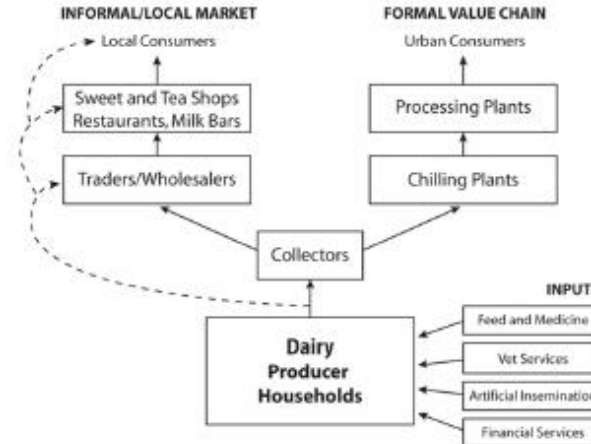 INFORMAL/LOCAL MARKET
FORMAL VALUE CHAIN
Local Consumers
Urban Consumers
Sweet and Tea Shops
Restaurants, Milk Bars
Processing Plants
Traders/Wholesalers
Chilling Plants
Collectors
INPUT
Dairy
Producer
Households
Feed and Medicine
Vet Services
Artificial Insemination
Financial Services